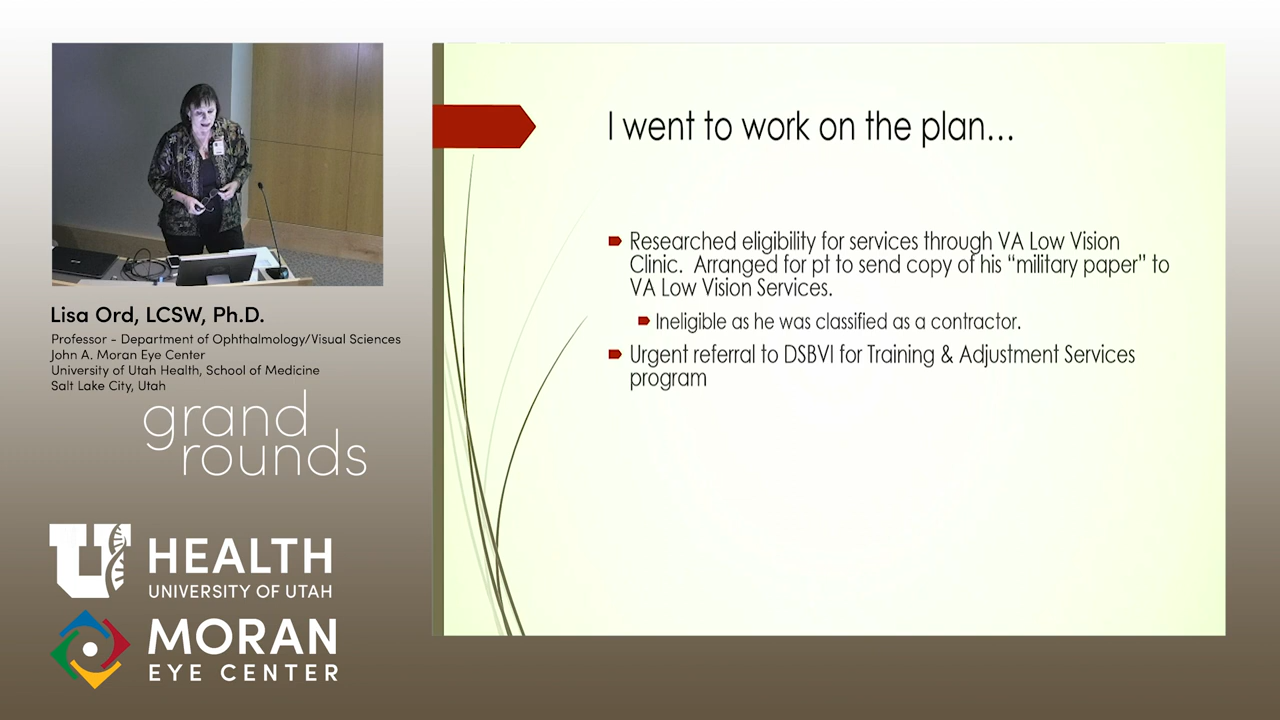 Lisa Ord, LCSW, Ph.D.
Professor - Department of Ophthalmology/Visual Sciences
John A. Moran Eye Center
University of Utah Health, School of Medicine
Salt Lake City, Utah
grand
rounds
U HEALTH
UNIVERSITY OF UTAH
MORAN
EYE CENTER
I went to work on the plan...
Researched eligibility for services through VA Low Vision
Clinic. Arranged for pt to send copy of his “military paper” to
VA Low Vision Services.
Ineligible as he was classified as a contractor.
Urgent referral to DSBVI for Training & Adjustment Services
program